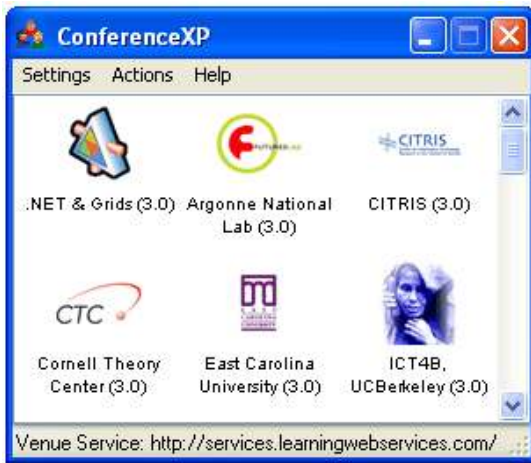 ConferenceXP
Settings Actions Help
CITRIS
.NET & Grids (3.0) Argonne National Lab (3.0) CITRIS (3.0)
CTC
Cornell Theory Center (3.0) East Carolina University (3.0) ICT4B, UCBerkeley (3.0)
Venue Service: http://services.learningwebservices.com/